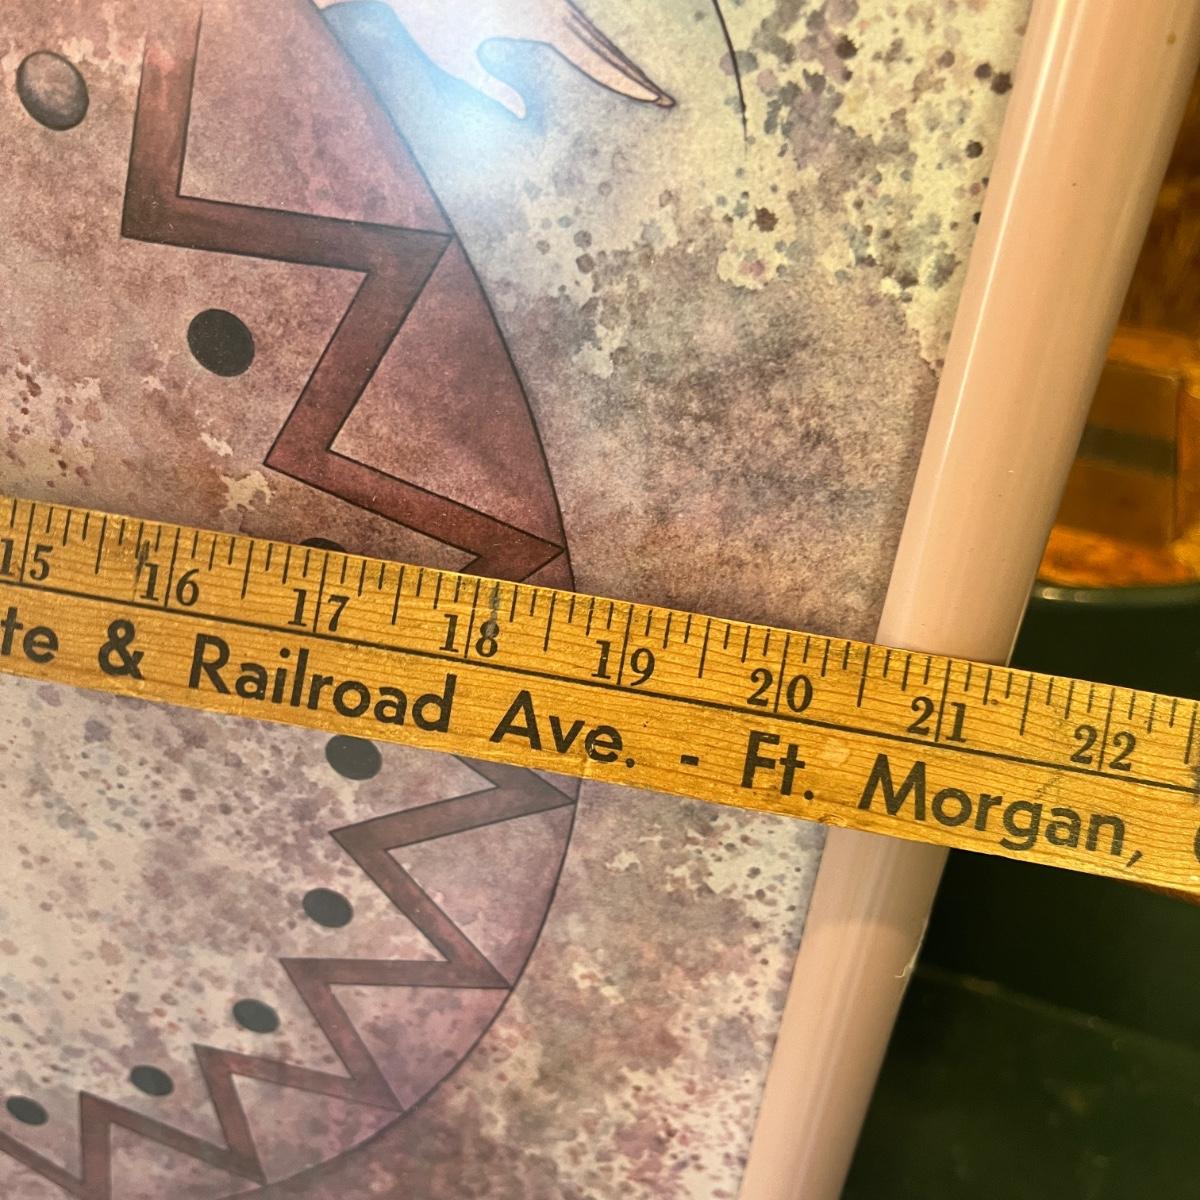 15 16 17 18 19 20 21 22
te & Railroad Ave. - Ft. Morgan,